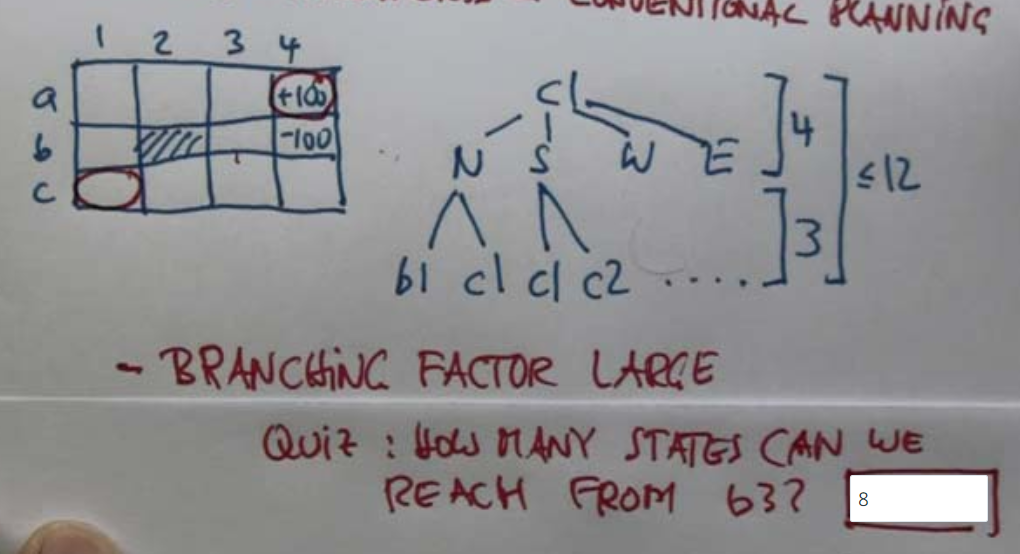 CONVENTIONAL PLANNING
1 2 3 4
a +100
b -100
c
C1
N S W E ]4
≤12
b1 c1 c1 c2 ..... ]3
- BRANCHING FACTOR LARGE
QUIZ : HOW MANY STATES CAN WE
REACH FROM b3? 8